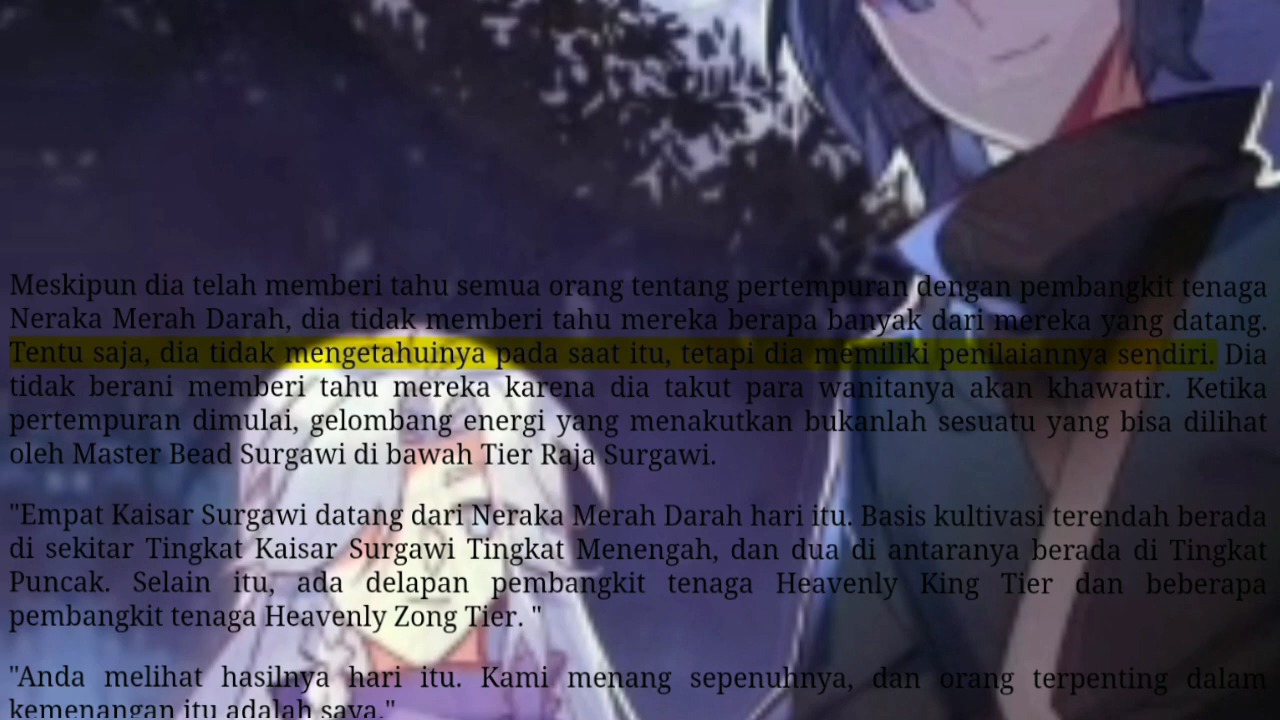 Meskipun dia telah memberi tahu semua orang tentang pertempuran dengan pembangkit tenaga
Neraka Merah Darah, dia tidak memberi tahu mereka berapa banyak dari mereka yang datang.
Tentu saja, dia tidak mengetahuinya pada saat itu, tetapi dia memiliki penilaiannya sendiri. Dia
tidak berani memberi tahu mereka karena dia takut para wanitanya akan khawatir. Ketika
pertempuran dimulai, gelombang energi yang menakutkan bukanlah sesuatu yang bisa dilihat
oleh Master Bead Surgawi di bawah Tier Raja Surgawi.
"Empat Kaisar Surgawi datang dari Neraka Merah Darah hari itu. Basis kultivasi terendah berada
di sekitar Tingkat Kaisar Surgawi Tingkat Menengah, dan dua di antaranya berada di Tingkat
Puncak. Selain itu, ada delapan pembangkit tenaga Heavenly King Tier dan beberapa
pembangkit tenaga Heavenly Zong Tier. "
"Anda melihat hasilnya hari itu. Kami menang sepenuhnya, dan orang terpenting dalam
kemenangan itu adalah saya."